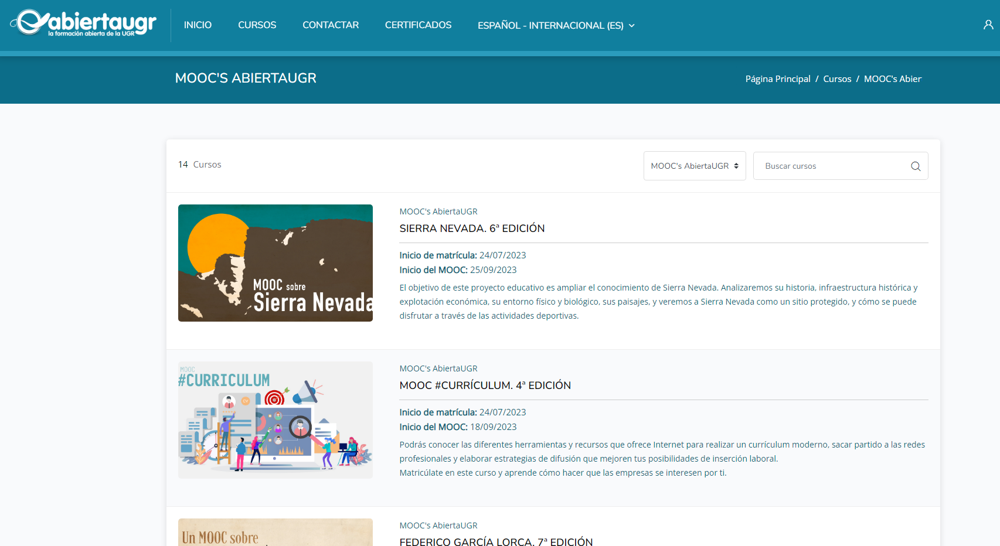 abiertaugr
la formación abierta de la UGR
INICIO
CURSOS
CONTACTAR
CERTIFICADOS
ESPAÑOL - INTERNACIONAL (ES)
MOOC'S ABIERTAUGR
Página Principal / Cursos / MOOC's Abier
14 Cursos
MOOC's AbiertaUGR
Buscar cursos
MOOC sobre
Sierra Nevada
MOOC's AbiertaUGR
SIERRA NEVADA. 6ª EDICIÓN
Inicio de matrícula: 24/07/2023
Inicio del MOOC: 25/09/2023
El objetivo de este proyecto educativo es ampliar el conocimiento de Sierra Nevada. Analizaremos su historia, infraestructura histórica y
explotación económica, su entorno físico y biológico, sus paisajes, y veremos a Sierra Nevada como un sitio protegido, y cómo se puede
disfrutar a través de las actividades deportivas.
MOOC
#CURRICULUM
CV
MOOC's AbiertaUGR
MOOC #CURRÍCULUM. 4ª EDICIÓN
Inicio de matrícula: 24/07/2023
Inicio del MOOC: 18/09/2023
Podrás conocer las diferentes herramientas y recursos que ofrece Internet para realizar un currículum moderno, sacar partido a las redes
profesionales y elaborar estrategias de difusión que mejoren tus posibilidades de inserción laboral.
Matricúlate en este curso y aprende cómo hacer que las empresas se interesen por ti.
Un MOOC sobre
MOOC's AbiertaUGR
FEDERICO GARCÍA LORCA. 7ª EDICIÓN